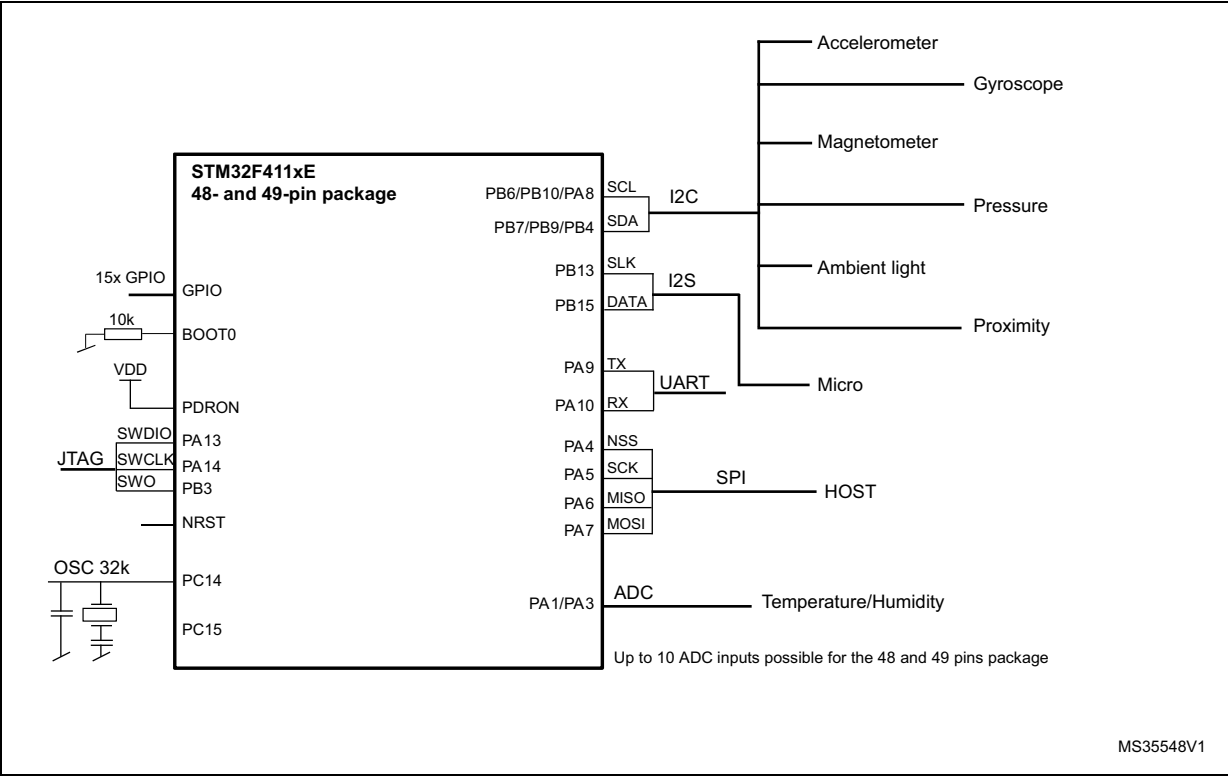 STM32F411xE
48- and 49-pin package
15x GPIO
GPIO
10k
BOOT0
VDD
PDRON
JTAG
SWDIO
PA13
SWCLK
PA14
SWO
PB3
NRST
OSC 32k
PC14
PC15
PB6/PB10/PA8
SCL
PB7/PB9/PB4
SDA
I2C
Accelerometer
Gyroscope
Magnetometer
Pressure
Ambient light
Proximity
PB13
SLK
PB15
DATA
I2S
Micro
PA9
TX
PA10
RX
UART
PA4
NSS
PA5
SCK
PA6
MISO
PA7
MOSI
SPI
HOST
PA1/PA3
ADC
Temperature/Humidity
Up to 10 ADC inputs possible for the 48 and 49 pins package
MS35548V1